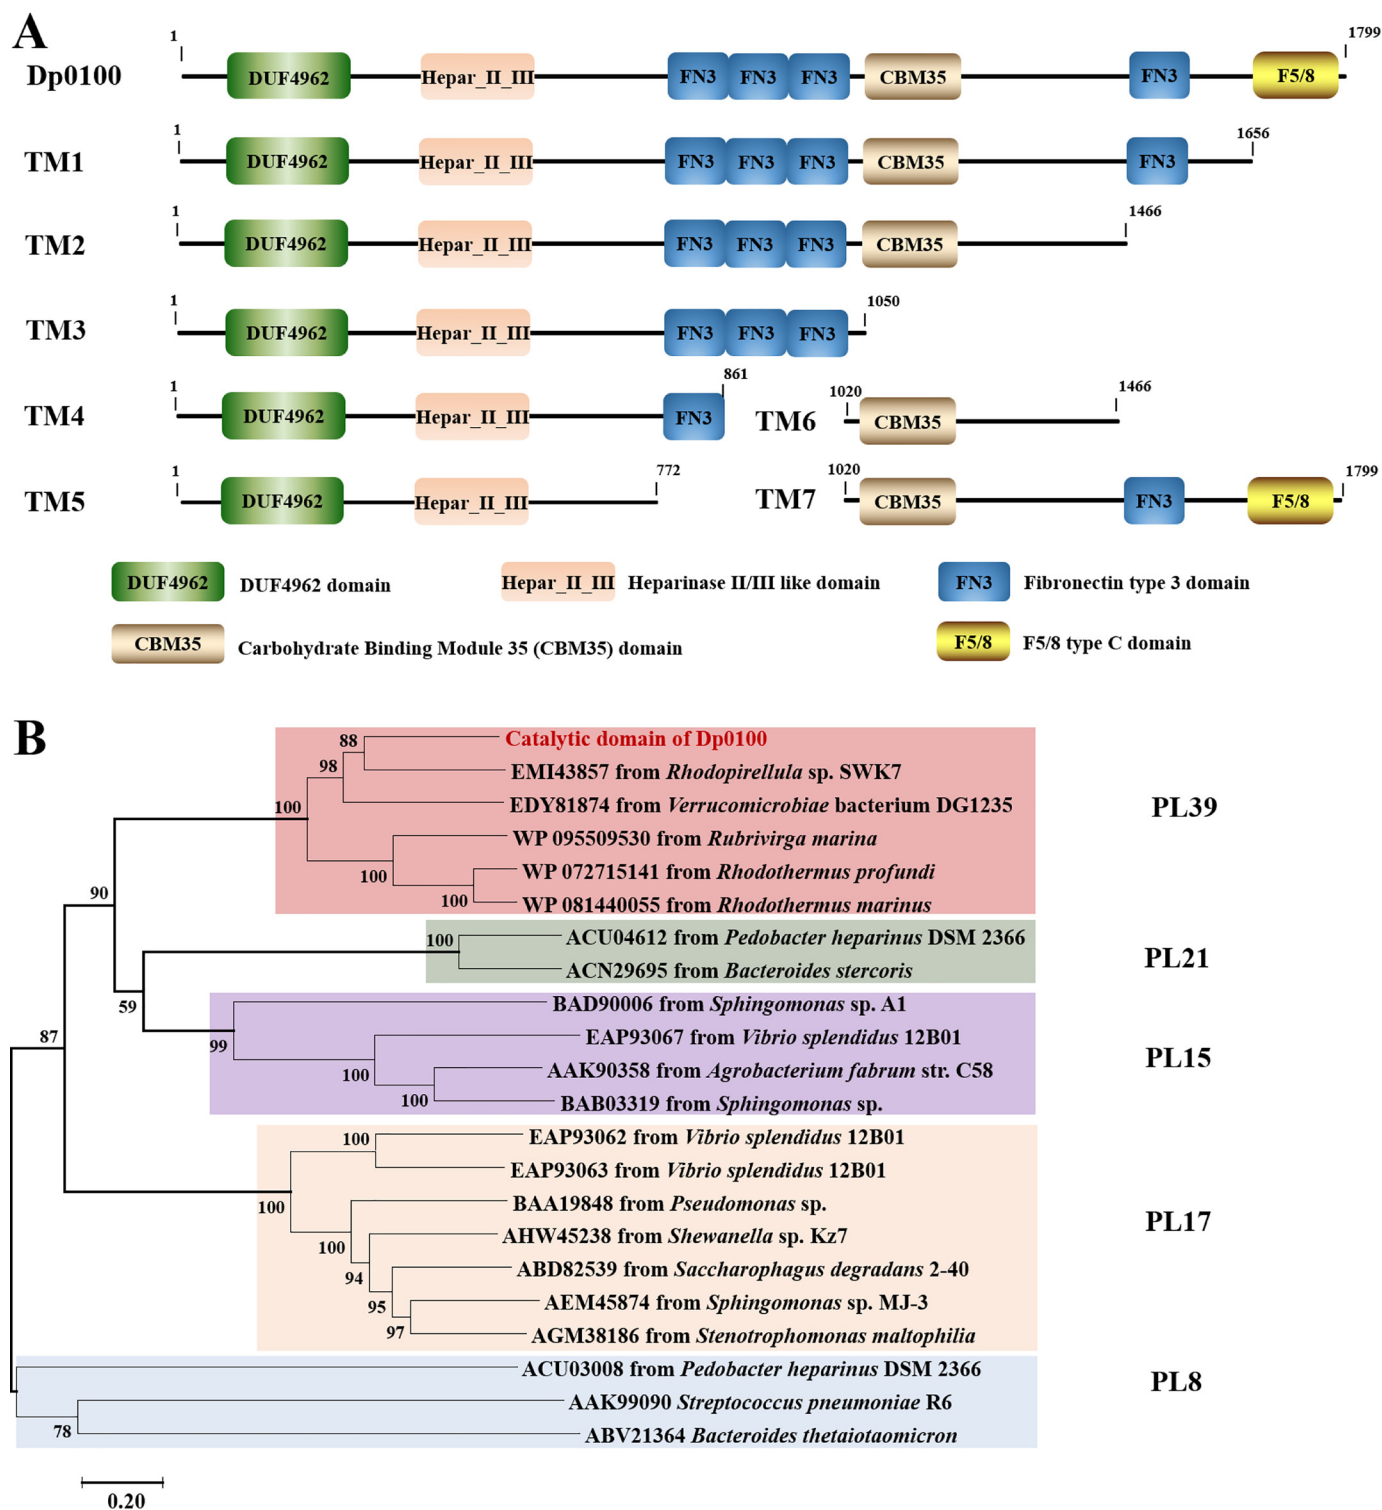 A
1
1799
Dp0100
DUF4962
Hepar_II_III
FN3
FN3
FN3
CBM35
FN3
F5/8
1
1656
TM1
DUF4962
Hepar_II_III
FN3
FN3
FN3
CBM35
FN3
1
1466
TM2
DUF4962
Hepar_II_III
FN3
FN3
FN3
CBM35
1
1050
TM3
DUF4962
Hepar_II_III
FN3
FN3
FN3
1
861
TM4
DUF4962
Hepar_II_III
FN3
1020
1466
TM6
CBM35
1
772
TM5
DUF4962
Hepar_II_III
1020
1799
TM7
CBM35
FN3
F5/8
DUF4962
DUF4962 domain
Hepar_II_III
Heparinase II/III like domain
FN3
Fibronectin type 3 domain
CBM35
Carbohydrate Binding Module 35 (CBM35) domain
F5/8
F5/8 type C domain
B
88
Catalytic domain of Dp0100
98
EMI43857 from Rhodopirellula sp. SWK7
100
EDY81874 from Verrucomicrobiae bacterium DG1235
PL39
WP 095509530 from Rubrivirga marina
100
WP 072715141 from Rhodothermus profundi
100
WP 081440055 from Rhodothermus marinus
90
100
ACU04612 from Pedobacter heparinus DSM 2366
PL21
ACN29695 from Bacteroides stercoris
59
BAD90006 from Sphingomonas sp. A1
87
99
EAP93067 from Vibrio splendidus 12B01
PL15
100
AAK90358 from Agrobacterium fabrum str. C58
100
BAB03319 from Sphingomonas sp.
100
EAP93062 from Vibrio splendidus 12B01
EAP93063 from Vibrio splendidus 12B01
100
BAA19848 from Pseudomonas sp.
PL17
100
AHW45238 from Shewanella sp. Kz7
94
ABD82539 from Saccharophagus degradans 2-40
95
AEM45874 from Sphingomonas sp. MJ-3
97
AGM38186 from Stenotrophomonas maltophilia
ACU03008 from Pedobacter heparinus DSM 2366
PL8
AAK99090 Streptococcus pneumoniae R6
78
ABV21364 Bacteroides thetaiotaomicron
0.20